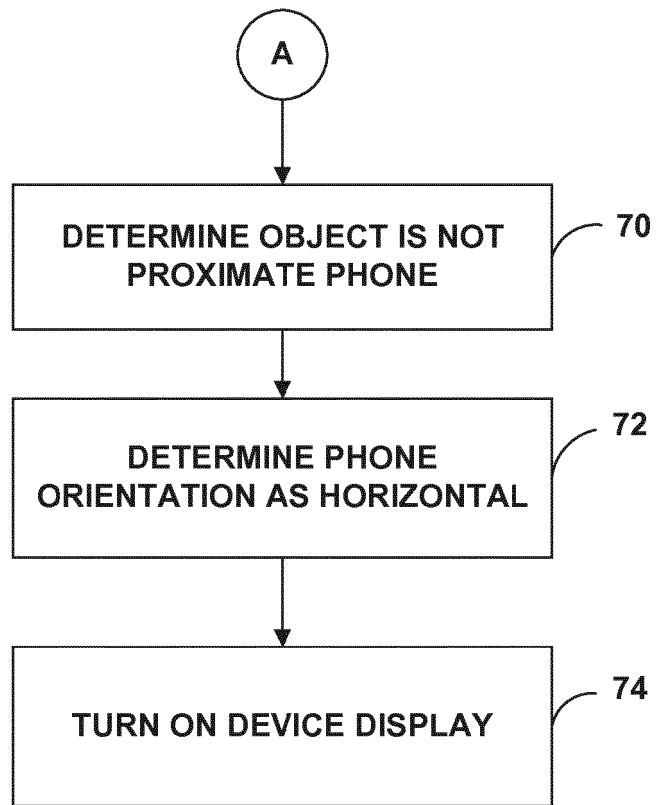 A
DETERMINE OBJECT IS NOT
PROXIMATE PHONE
70
DETERMINE PHONE
ORIENTATION AS HORIZONTAL
72
TURN ON DEVICE DISPLAY
74